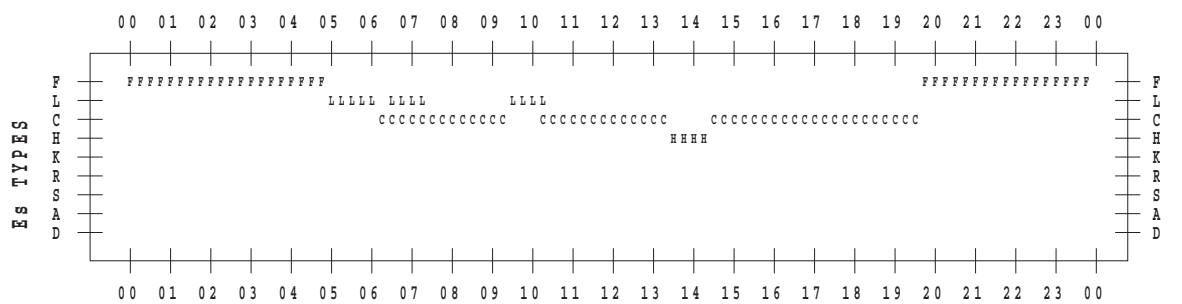 00 01 02 03 04 05 06 07 08 09 10 11 12 13 14 15 16 17 18 19 20 21 22 23 00
F FFFFFFFFFFFFFFFFFFFF FFFFFFFFFFFFFFFFF F
L LLLLL LLLL LLLL L
C CCCCCCCCCCCCC CCCCCCCCCCCCC CCCCCCCCCCCCCCCCCCCCC C
H HHHH H
K K
R R
S S
A A
D D
Es TYPES
00 01 02 03 04 05 06 07 08 09 10 11 12 13 14 15 16 17 18 19 20 21 22 23 00